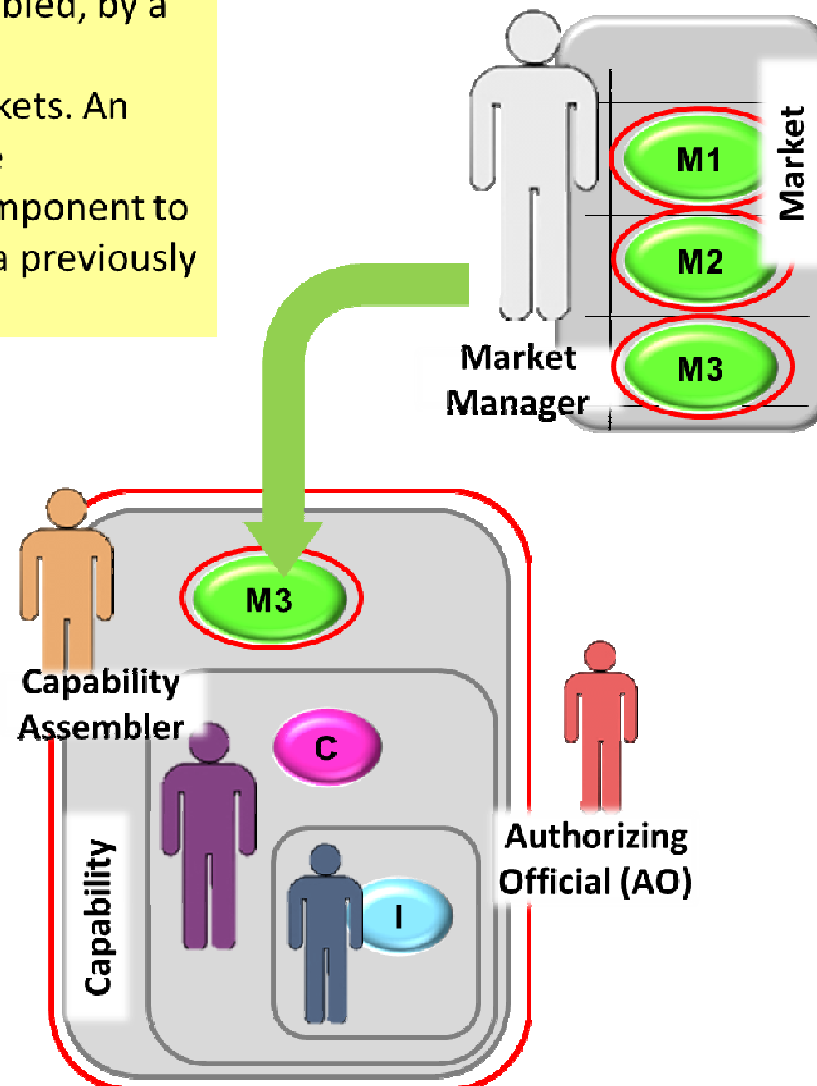 by a
kets. An
mponent to
a previously
Market
M1
M2
M3
Market
Manager
M3
Capability
Assembler
C
I
Capability
Authorizing
Official (AO)